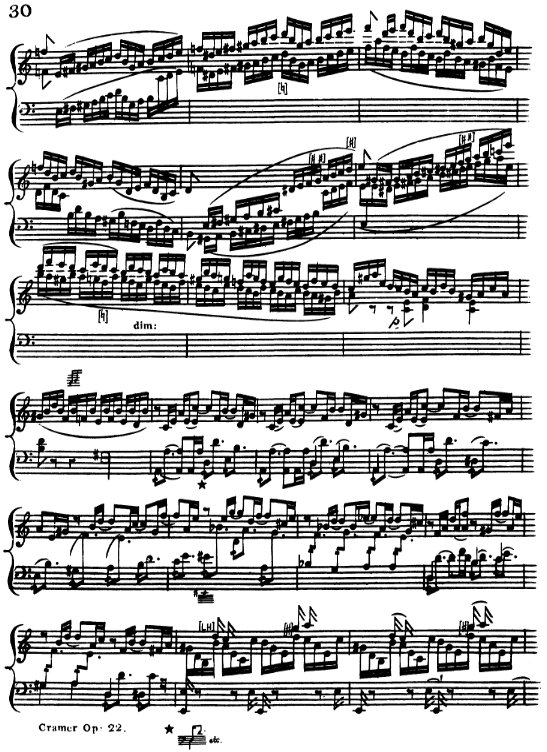 30
dim:
[L.H]
Cramer Op. 22.
★ etc.